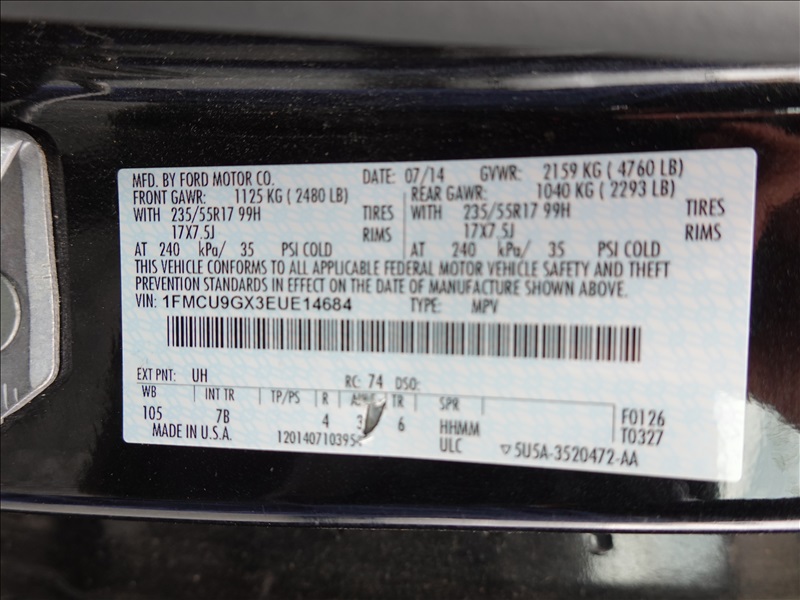 MFD. BY FORD MOTOR CO. DATE: 07/14 GVWR: 2159 KG ( 4760 LB)
FRONT GAWR: 1125 KG ( 2480 LB) REAR GAWR: 1040 KG ( 2293 LB)
WITH 235/55R17 99H TIRES WITH 235/55R17 99H TIRES
17X7.5J RIMS 17X7.5J RIMS
AT 240 kPa/ 35 PSI COLD AT 240 kPa/ 35 PSI COLD
THIS VEHICLE CONFORMS TO ALL APPLICABLE FEDERAL MOTOR VEHICLE SAFETY AND THEFT
PREVENTION STANDARDS IN EFFECT ON THE DATE OF MANUFACTURE SHOWN ABOVE.
VIN: 1FMCU9GX3EUE14684 TYPE: MPV
EXT PNT: UH RC: 74 DSO:
WB INT TR TP/PS R TR SPR
105 7B 4 3 6 HHMM F0126
MADE IN U.S.A. 12014071039 ULC T0327
5U5A-3520472-AA